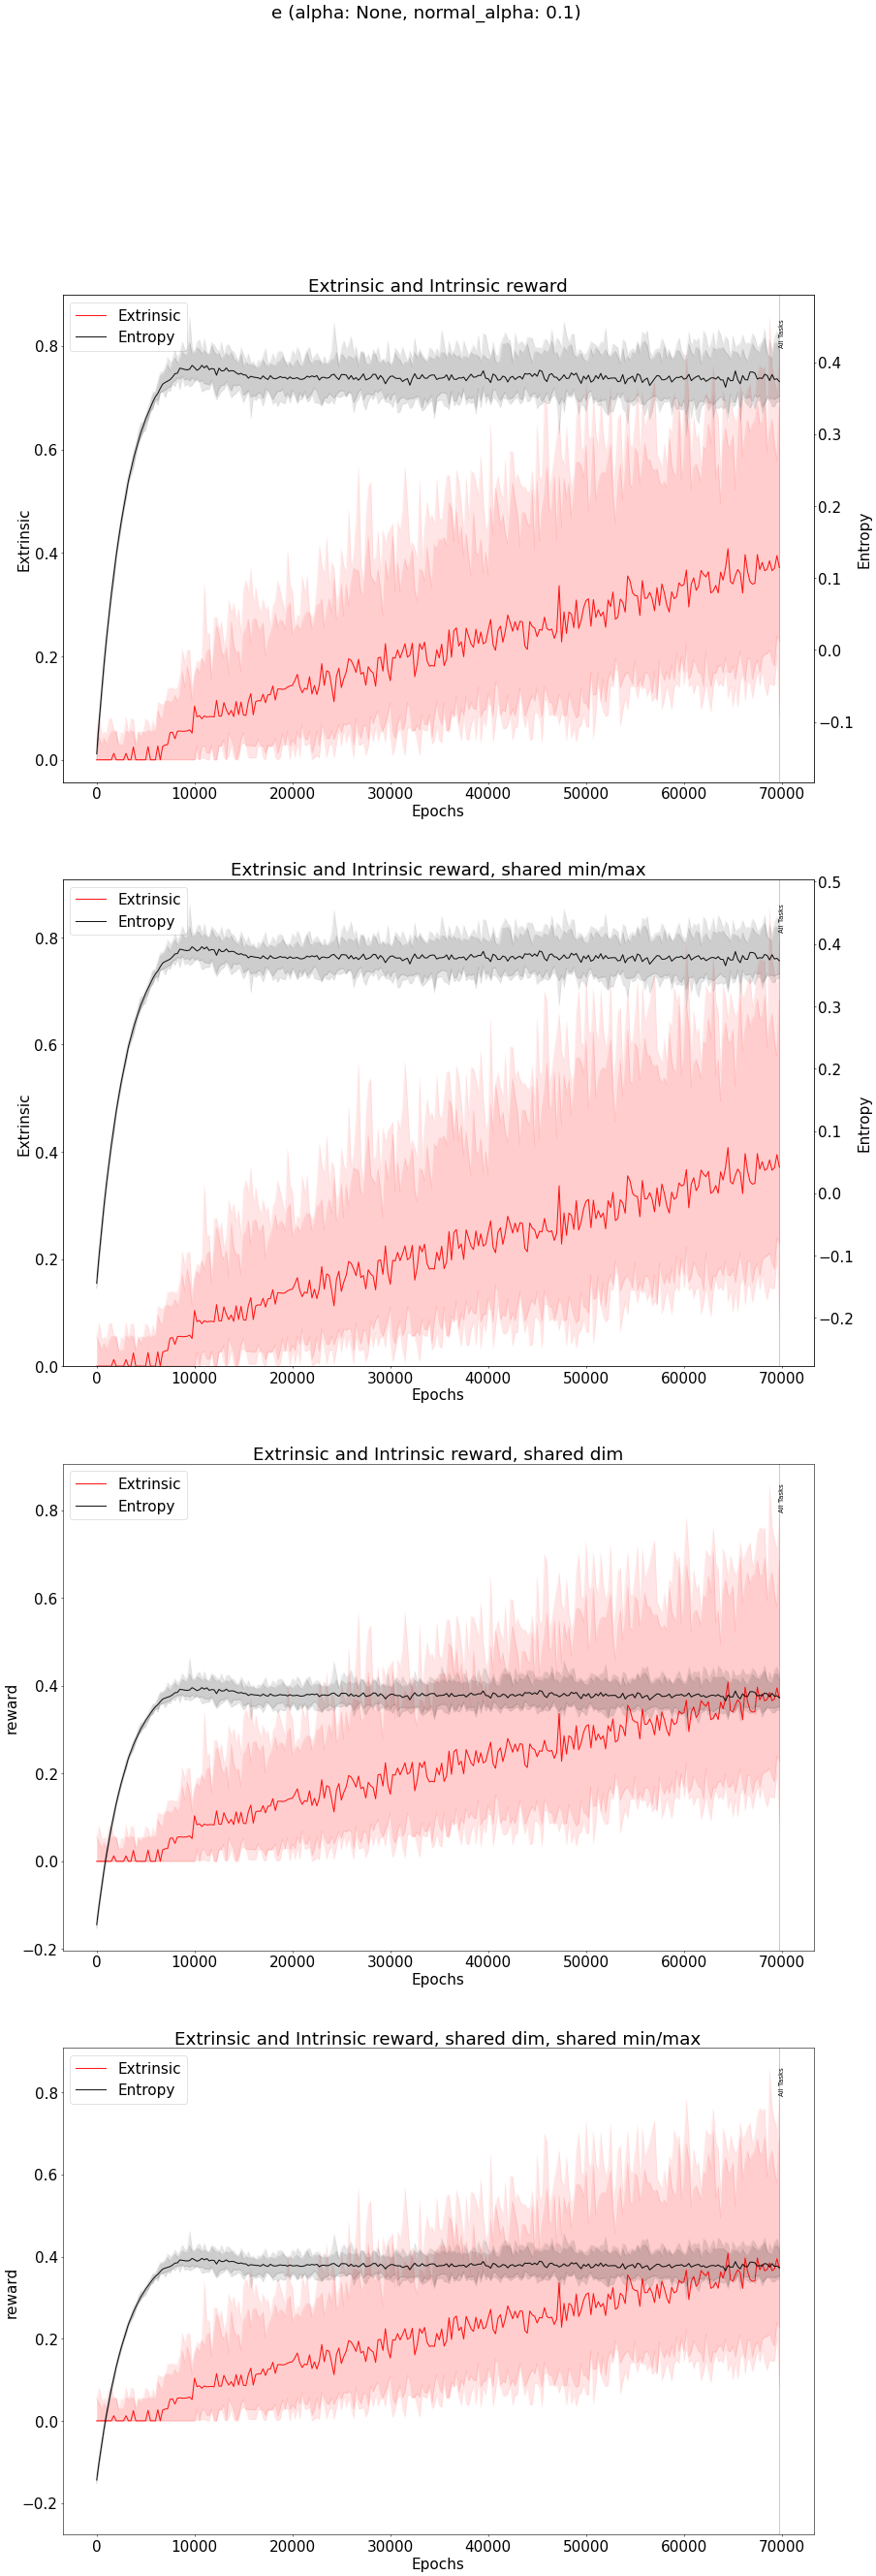 e (alpha: None, normal_alpha: 0.1)
Extrinsic and Intrinsic reward
Extrinsic
Entropy
All Tasks
0.8
0.6
0.4
0.2
0.0
Extrinsic
0.4
0.3
0.2
0.1
0.0
−0.1
Entropy
0 10000 20000 30000 40000 50000 60000 70000
Epochs
Extrinsic and Intrinsic reward, shared min/max
Extrinsic
Entropy
All Tasks
0.8
0.6
0.4
0.2
0.0
Extrinsic
0.5
0.4
0.3
0.2
0.1
0.0
−0.1
−0.2
Entropy
0 10000 20000 30000 40000 50000 60000 70000
Epochs
Extrinsic and Intrinsic reward, shared dim
Extrinsic
Entropy
All Tasks
0.8
0.6
0.4
0.2
0.0
−0.2
reward
0 10000 20000 30000 40000 50000 60000 70000
Epochs
Extrinsic and Intrinsic reward, shared dim, shared min/max
Extrinsic
Entropy
All Tasks
0.8
0.6
0.4
0.2
0.0
−0.2
reward
0 10000 20000 30000 40000 50000 60000 70000
Epochs